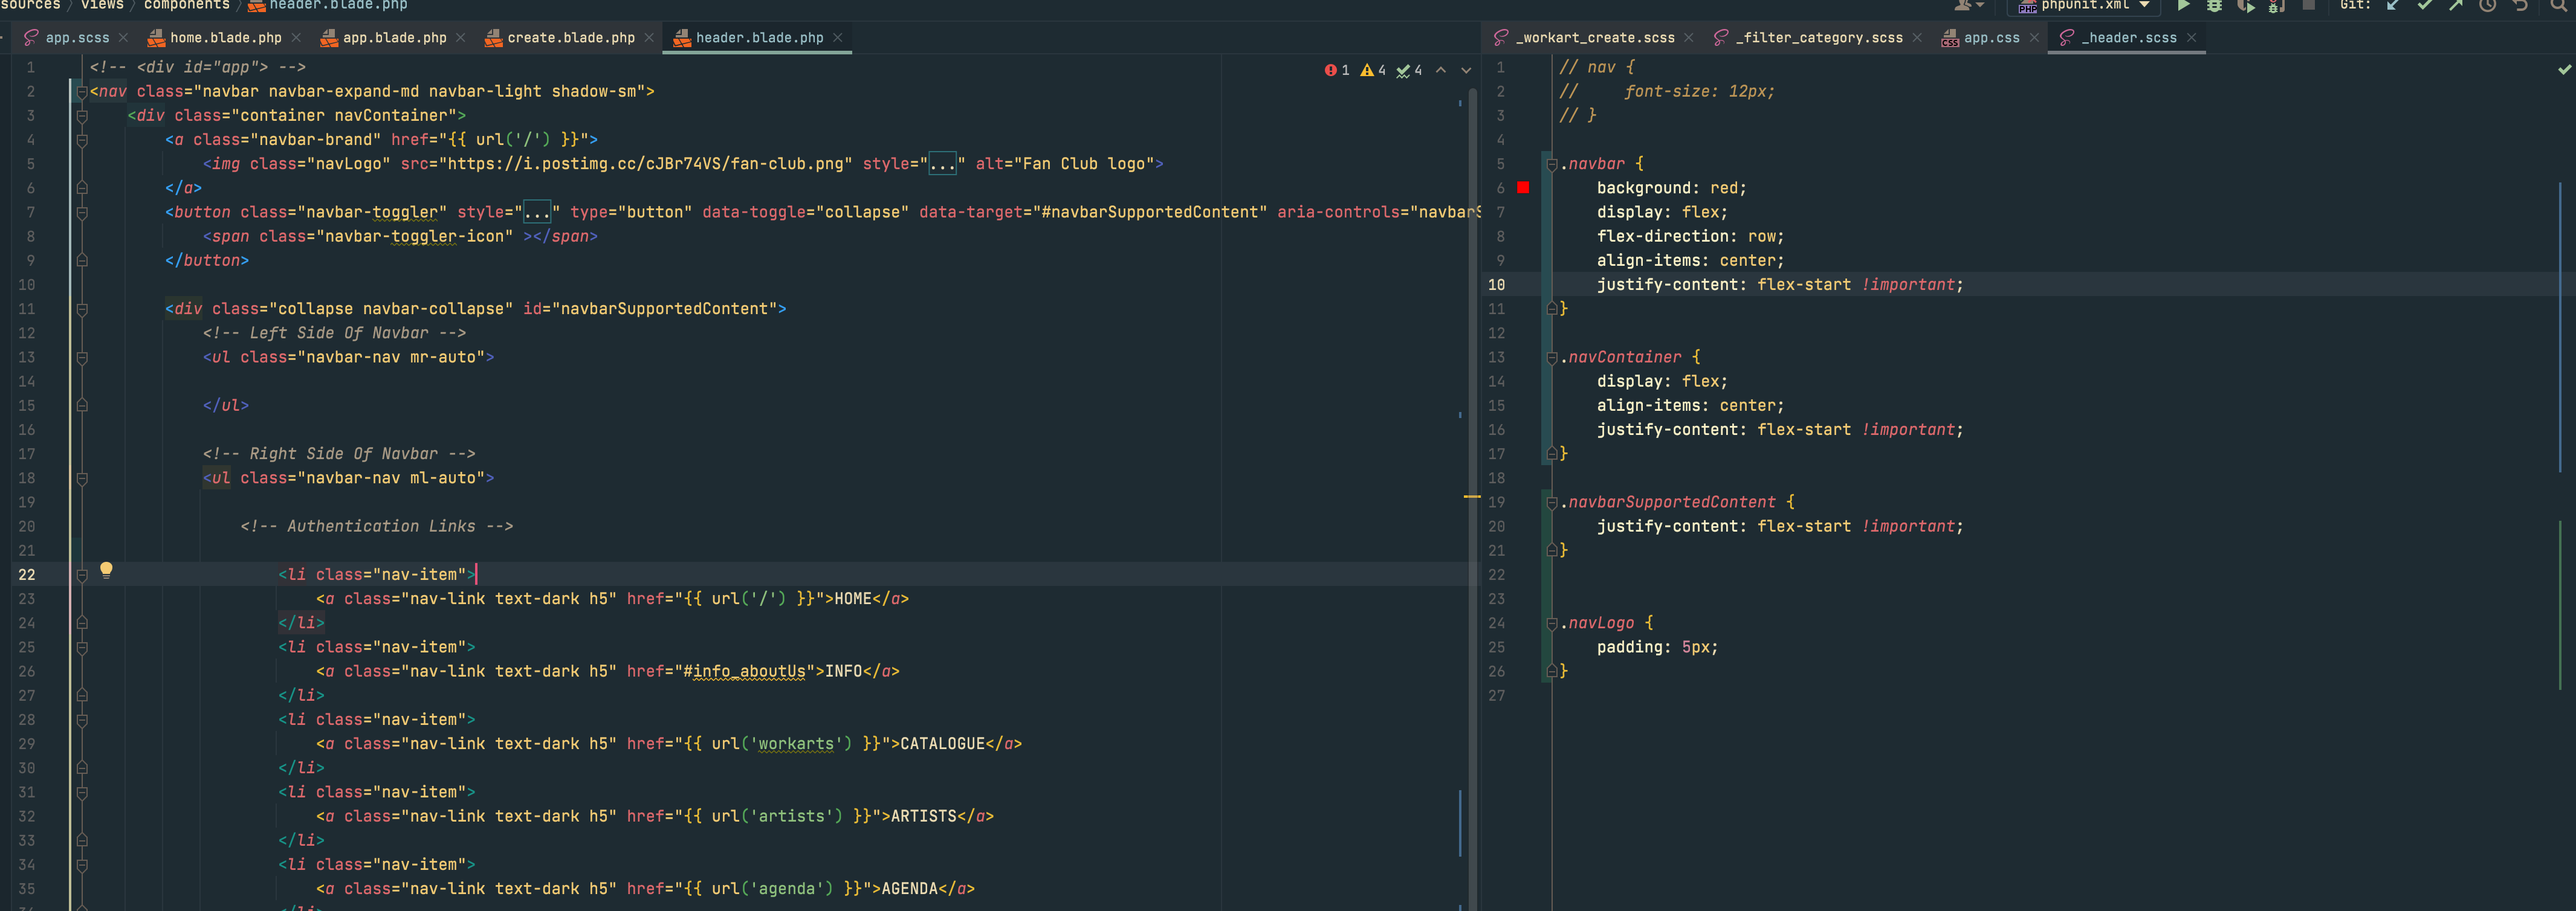 sources › views › components › header.blade.php
phpunit.xml
Git:
app.scss
home.blade.php
app.blade.php
create.blade.php
header.blade.php
_workart_create.scss
_filter_category.scss
app.css
_header.scss
1 4 4
1 <!-- <div id="app"> -->
2 <nav class="navbar navbar-expand-md navbar-light shadow-sm">
3 <div class="container navContainer">
4 <a class="navbar-brand" href="{{ url('/') }}">
5 <img class="navLogo" src="https://i.postimg.cc/cJBr74VS/fan-club.png" style="..." alt="Fan Club logo">
6 </a>
7 <button class="navbar-toggler" style="..." type="button" data-toggle="collapse" data-target="#navbarSupportedContent" aria-controls="navbarS
8 <span class="navbar-toggler-icon" ></span>
9 </button>
10
11 <div class="collapse navbar-collapse" id="navbarSupportedContent">
12 <!-- Left Side Of Navbar -->
13 <ul class="navbar-nav mr-auto">
14
15 </ul>
16
17 <!-- Right Side Of Navbar -->
18 <ul class="navbar-nav ml-auto">
19
20 <!-- Authentication Links -->
21
22 <li class="nav-item">
23 <a class="nav-link text-dark h5" href="{{ url('/') }}">HOME</a>
24 </li>
25 <li class="nav-item">
26 <a class="nav-link text-dark h5" href="#info_aboutUs">INFO</a>
27 </li>
28 <li class="nav-item">
29 <a class="nav-link text-dark h5" href="{{ url('workarts') }}">CATALOGUE</a>
30 </li>
31 <li class="nav-item">
32 <a class="nav-link text-dark h5" href="{{ url('artists') }}">ARTISTS</a>
33 </li>
34 <li class="nav-item">
35 <a class="nav-link text-dark h5" href="{{ url('agenda') }}">AGENDA</a>
1 // nav {
2 // font-size: 12px;
3 // }
4
5 .navbar {
6 background: red;
7 display: flex;
8 flex-direction: row;
9 align-items: center;
10 justify-content: flex-start !important;
11 }
12
13 .navContainer {
14 display: flex;
15 align-items: center;
16 justify-content: flex-start !important;
17 }
18
19 .navbarSupportedContent {
20 justify-content: flex-start !important;
21 }
22
23
24 .navLogo {
25 padding: 5px;
26 }
27